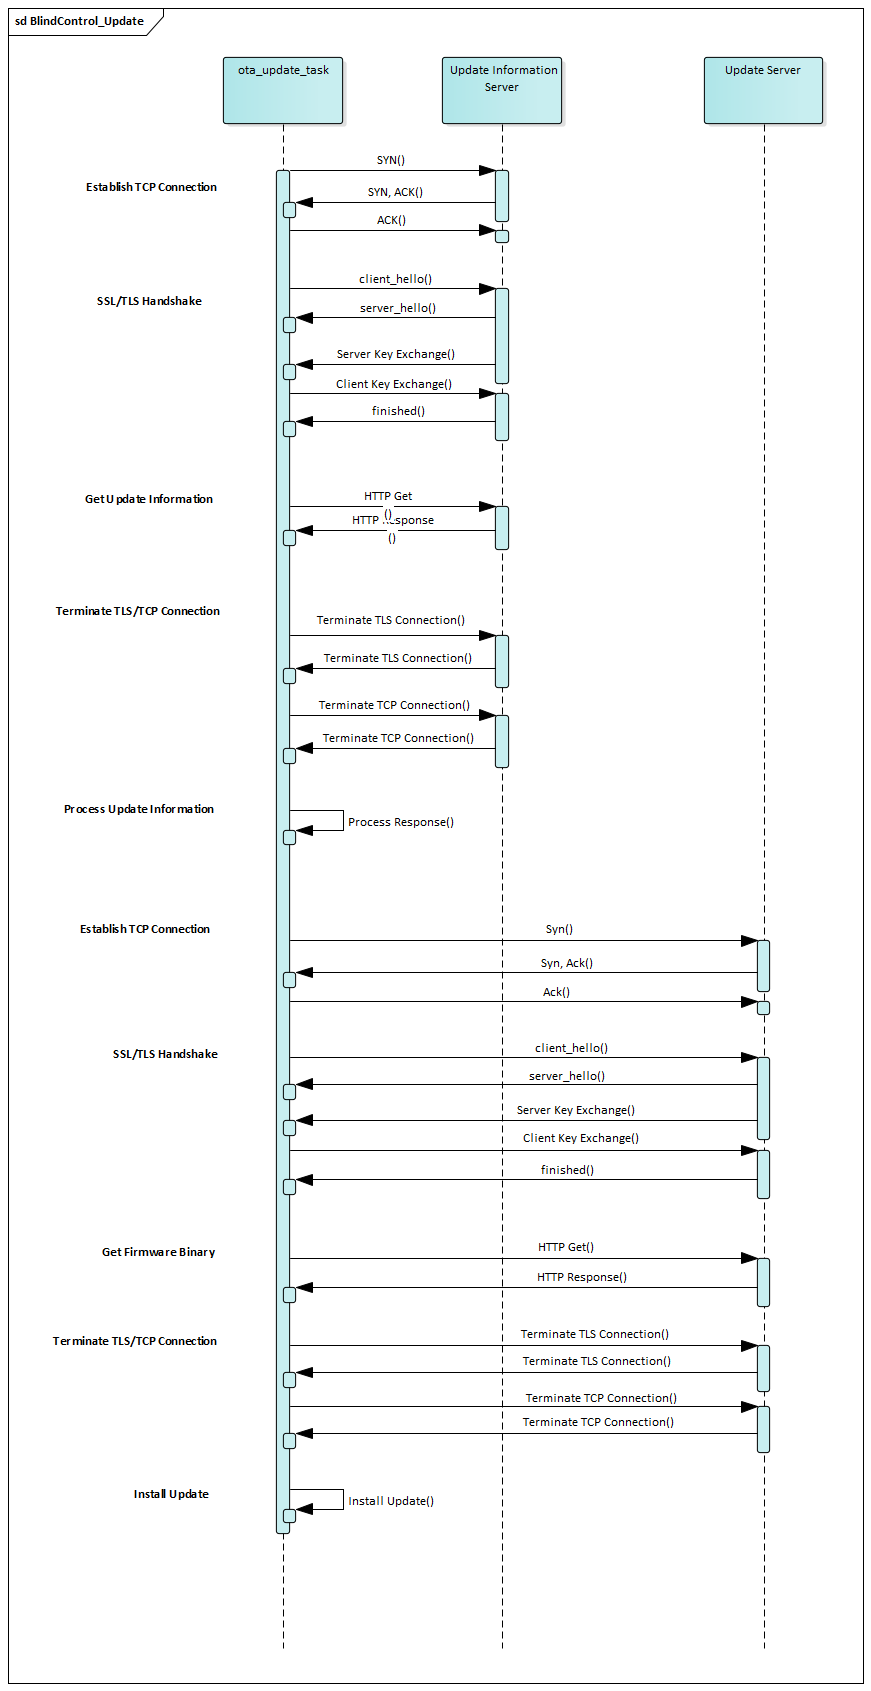 sd BlindControl_Update
ota_update_task
Update Information
Server
Update Server
SYN()
Establish TCP Connection
SYN, ACK()
ACK()
client_hello()
SSL/TLS Handshake
server_hello()
Server Key Exchange()
Client Key Exchange()
finished()
Get Update Information
HTTP Get
()
HTTP Response
()
Terminate TLS/TCP Connection
Terminate TLS Connection()
Terminate TLS Connection()
Terminate TCP Connection()
Terminate TCP Connection()
Process Update Information
Process Response()
Establish TCP Connection
Syn()
Syn, Ack()
Ack()
SSL/TLS Handshake
client_hello()
server_hello()
Server Key Exchange()
Client Key Exchange()
finished()
Get Firmware Binary
HTTP Get()
HTTP Response()
Terminate TLS/TCP Connection
Terminate TLS Connection()
Terminate TLS Connection()
Terminate TCP Connection()
Terminate TCP Connection()
Install Update
Install Update()